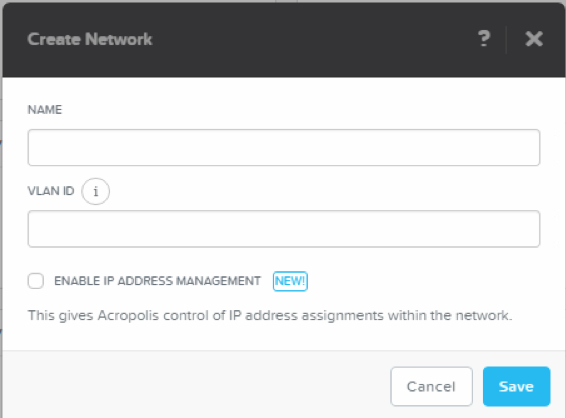 Create Network
?
NAME
VLAN ID i
ENABLE IP ADDRESS MANAGEMENT NEW!
This gives Acropolis control of IP address assignments within the network.
Cancel Save